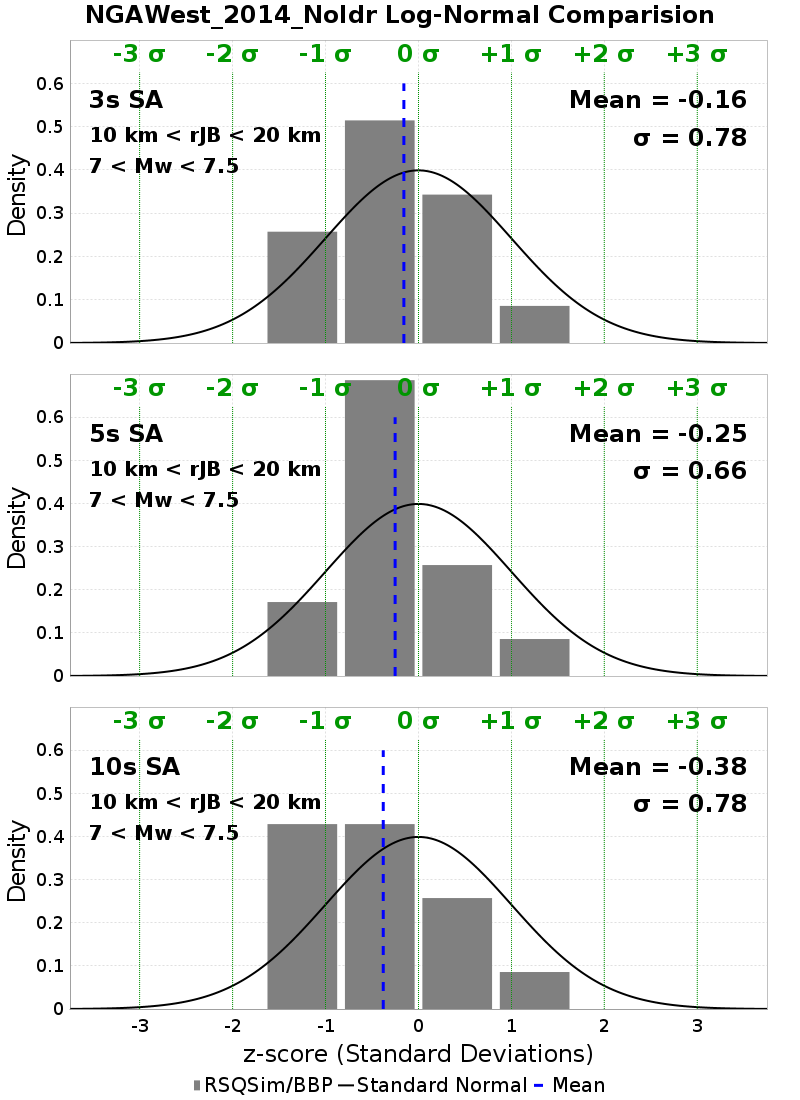 NGAWest_2014_NoIdr Log-Normal Comparision
-3 σ -2 σ -1 σ 0 σ +1 σ +2 σ +3 σ
3s SA Mean = -0.16
10 km < rJB < 20 km σ = 0.78
7 < Mw < 7.5
0.6
0.5
0.4
0.3
0.2
0.1
0
Density
-3 σ -2 σ -1 σ 0 σ +1 σ +2 σ +3 σ
5s SA Mean = -0.25
10 km < rJB < 20 km σ = 0.66
7 < Mw < 7.5
0.6
0.5
0.4
0.3
0.2
0.1
0
Density
-3 σ -2 σ -1 σ 0 σ +1 σ +2 σ +3 σ
10s SA Mean = -0.38
10 km < rJB < 20 km σ = 0.78
7 < Mw < 7.5
0.6
0.5
0.4
0.3
0.2
0.1
0
Density
-3 -2 -1 0 1 2 3
z-score (Standard Deviations)
RSQSim/BBP Standard Normal Mean